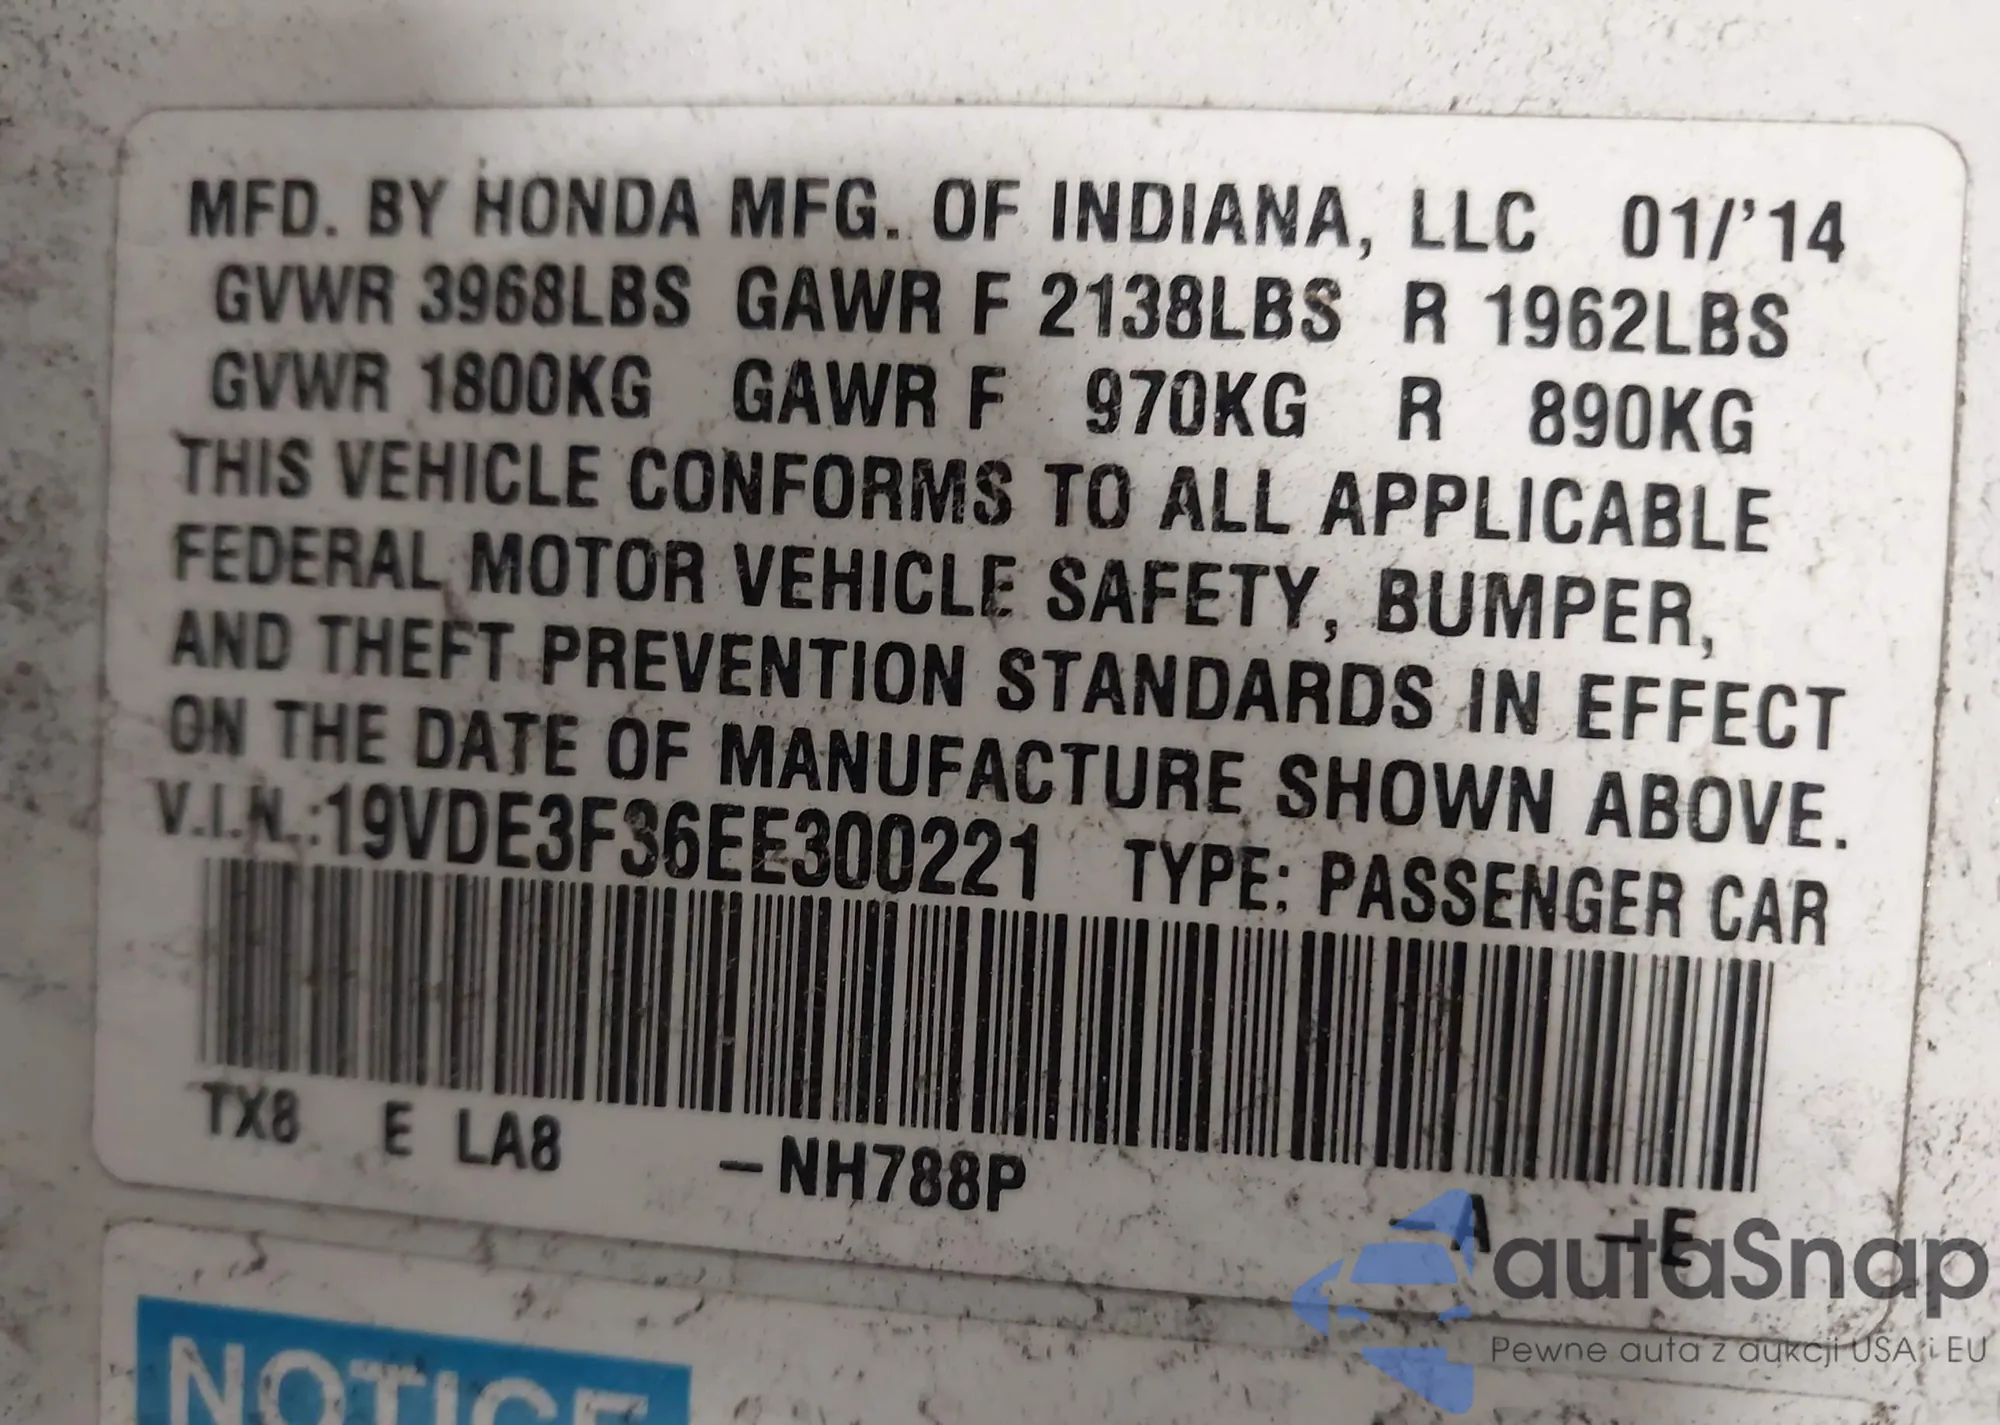 MFD. BY HONDA MFG. OF INDIANA, LLC 01/'14
GVWR 3968LBS GAWR F 2138LBS R 1962LBS
GVWR 1800KG GAWR F 970KG R 890KG
THIS VEHICLE CONFORMS TO ALL APPLICABLE
FEDERAL MOTOR VEHICLE SAFETY, BUMPER,
AND THEFT PREVENTION STANDARDS IN EFFECT
ON THE DATE OF MANUFACTURE SHOWN ABOVE.
V.I.N.:19VDE3F36EE300221 TYPE: PASSENGER CAR
TX8 E LA8 -NH788P -A -E
autaSnap
Pewne auta z aukcji USA i EU
NOTICE